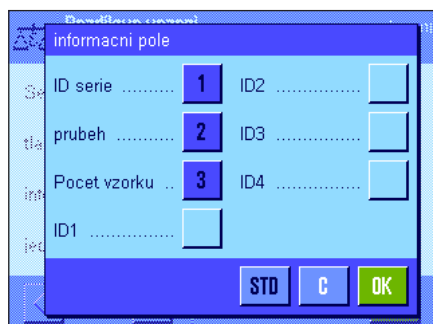 informacni pole
ID serie .......... 1 ID2 ................
prubeh ........... 2 ID3 ................
Pocet vzorku .. 3 ID4 ................
ID1 ................
STD C OK